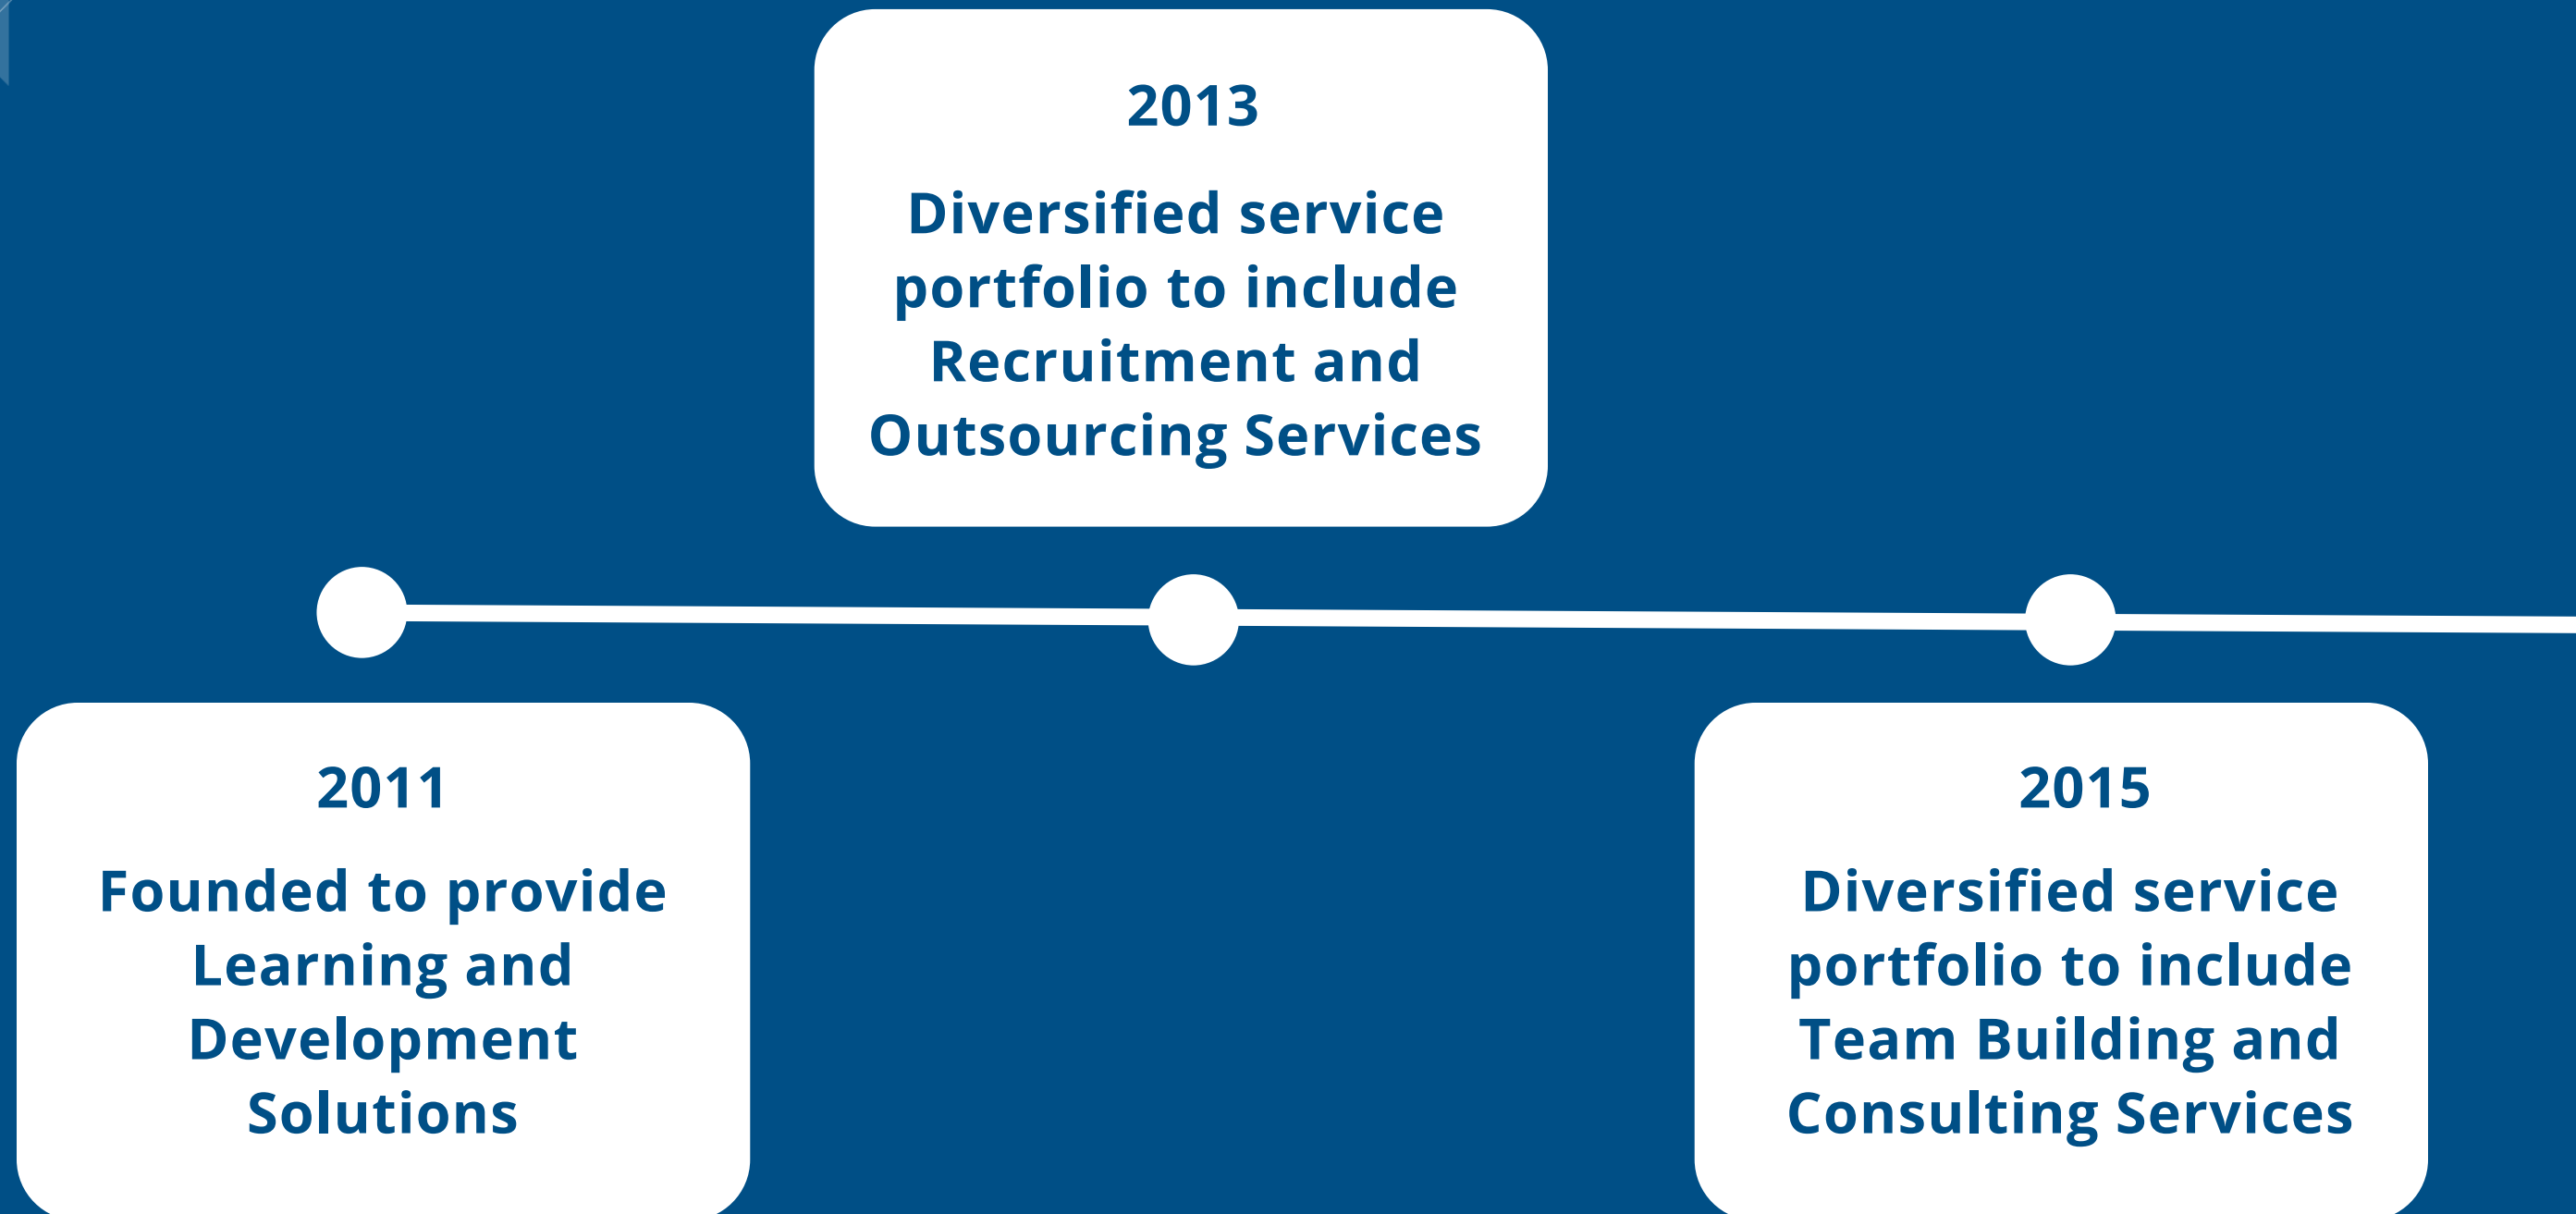 2013
Diversified service
portfolio to include
Recruitment and
Outsourcing Services
2011
Founded to provide
Learning and
Development
Solutions
2015
Diversified service
portfolio to include
Team Building and
Consulting Services